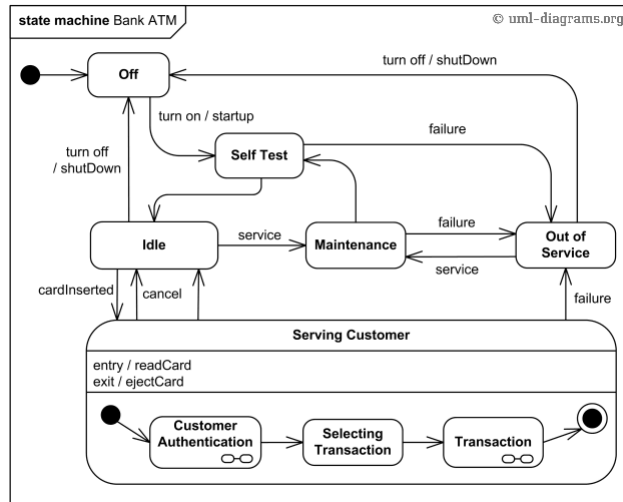 state machine Bank ATM
© uml-diagrams.org
Off
turn off / shutDown
turn on / startup
failure
Self Test
turn off
/ shutDown
Idle
service
Maintenance
failure
service
Out of
Service
cardInserted
cancel
failure
Serving Customer
entry / readCard
exit / ejectCard
Customer
Authentication
Selecting
Transaction
Transaction